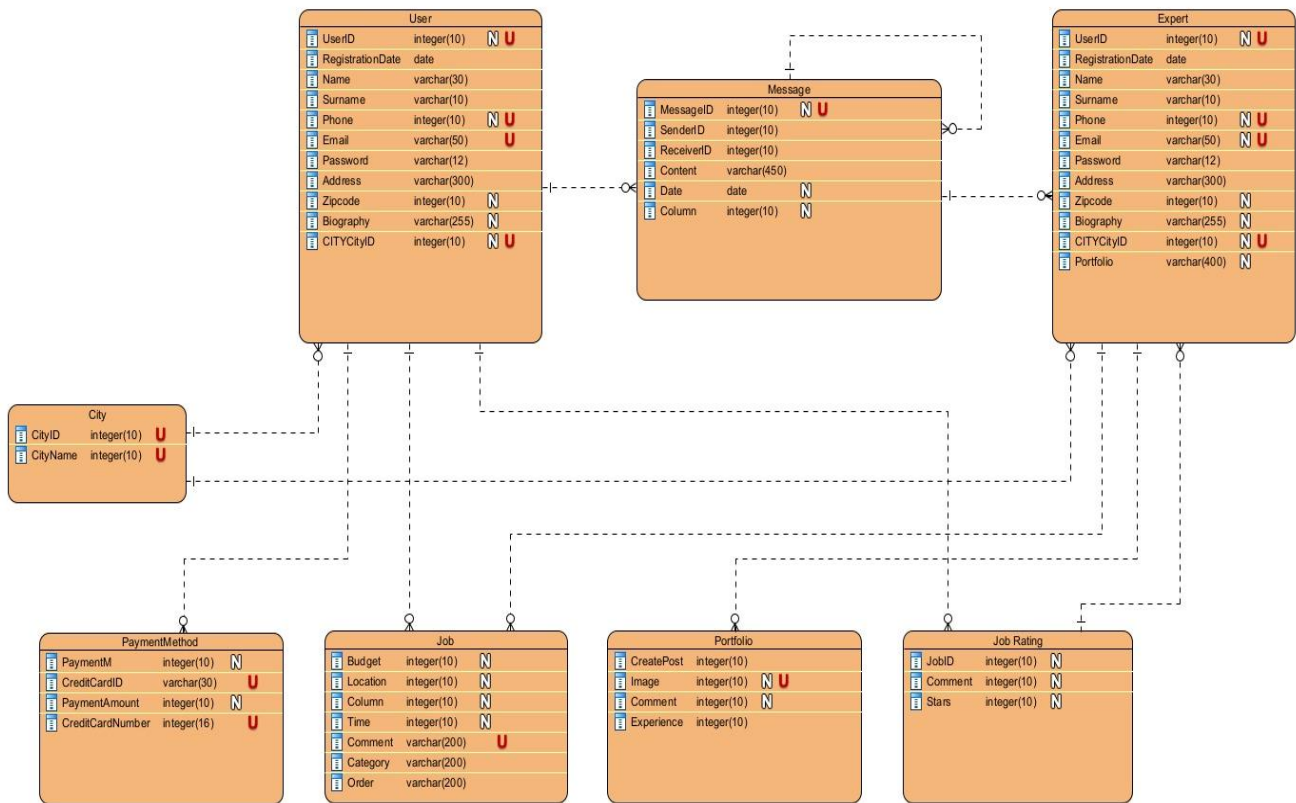 User
UserID integer(10) N U
RegistrationDate date
Name varchar(30)
Surname varchar(10)
Phone integer(10) N U
Email varchar(50) U
Password varchar(12)
Address varchar(300)
Zipcode integer(10) N
Biography varchar(255) N
CITYCityID integer(10) N U
Message
MessageID integer(10) N U
SenderID integer(10)
ReceiverID integer(10)
Content varchar(450)
Date date N
Column integer(10) N
Expert
UserID integer(10) N U
RegistrationDate date
Name varchar(30)
Surname varchar(10)
Phone integer(10) N U
Email varchar(50) N U
Password varchar(12)
Address varchar(300)
Zipcode integer(10) N
Biography varchar(255) N
CITYCityID integer(10) N U
Portfolio varchar(400) N
City
CityID integer(10) U
CityName integer(10) U
PaymentMethod
PaymentM integer(10) N
CreditCardID varchar(30) U
PaymentAmount integer(10) N
CreditCardNumber integer(16) U
Job
Budget integer(10) N
Location integer(10) N
Column integer(10) N
Time integer(10) N
Comment varchar(200) U
Category varchar(200)
Order varchar(200)
Portfolio
CreatePost integer(10)
Image integer(10) N U
Comment integer(10) N
Experience integer(10)
Job Rating
JobID integer(10) N
Comment integer(10) N
Stars integer(10) N